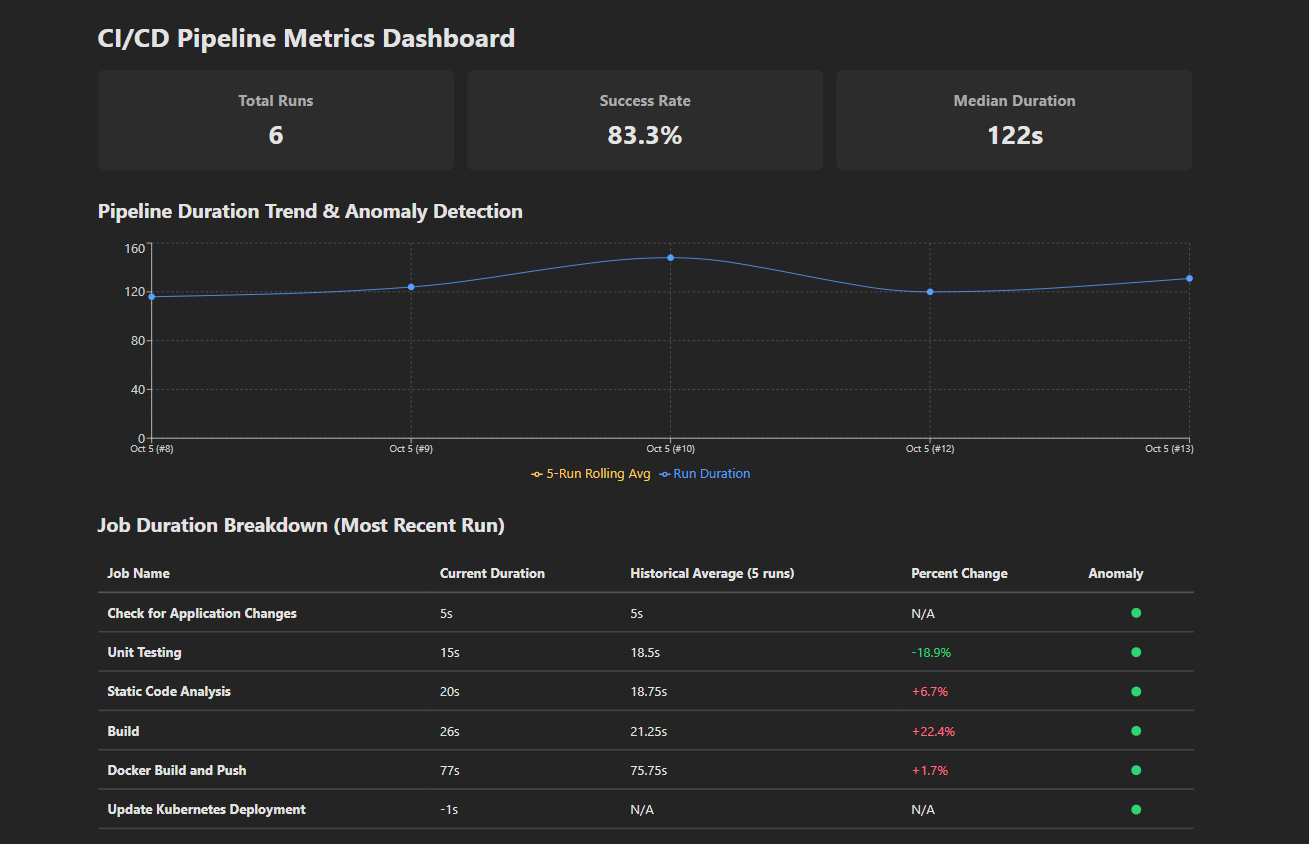 CI/CD Pipeline Metrics Dashboard
Total Runs
6
Success Rate
83.3%
Median Duration
122s
Pipeline Duration Trend & Anomaly Detection
160
120
80
40
0
Oct 5 (#8) Oct 5 (#9) Oct 5 (#10) Oct 5 (#12) Oct 5 (#13)
5-Run Rolling Avg Run Duration
Job Duration Breakdown (Most Recent Run)
Job Name Current Duration Historical Average (5 runs) Percent Change Anomaly
Check for Application Changes 5s 5s N/A
Unit Testing 15s 18.5s -18.9%
Static Code Analysis 20s 18.75s +6.7%
Build 26s 21.25s +22.4%
Docker Build and Push 77s 75.75s +1.7%
Update Kubernetes Deployment -1s N/A N/A